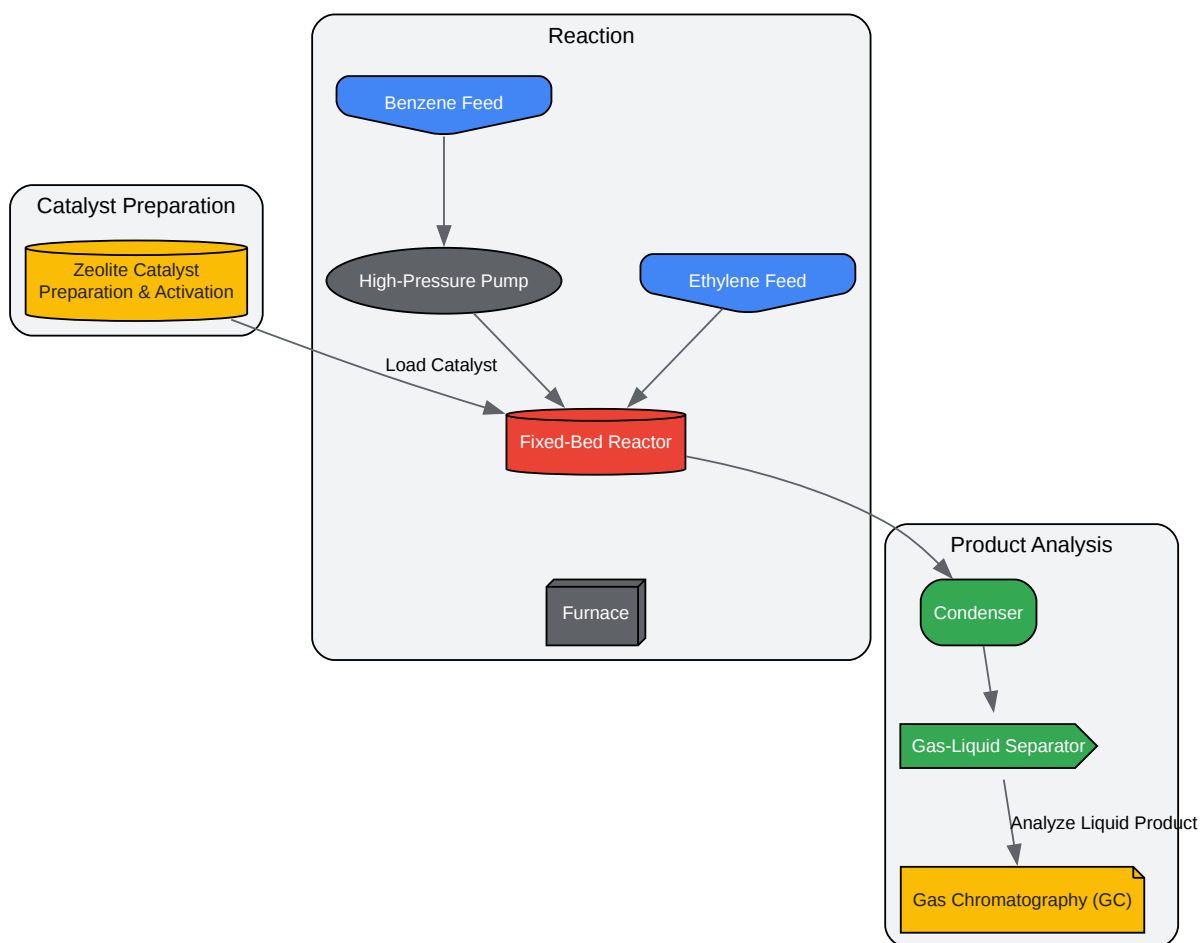 Reaction
Benzene Feed
Catalyst Preparation
Zeolite Catalyst
Preparation & Activation
High-Pressure Pump
Ethylene Feed
Load Catalyst
Fixed-Bed Reactor
Product Analysis
Furnace
Condenser
Gas-Liquid Separator
Analyze Liquid Product
Gas Chromatography (GC)